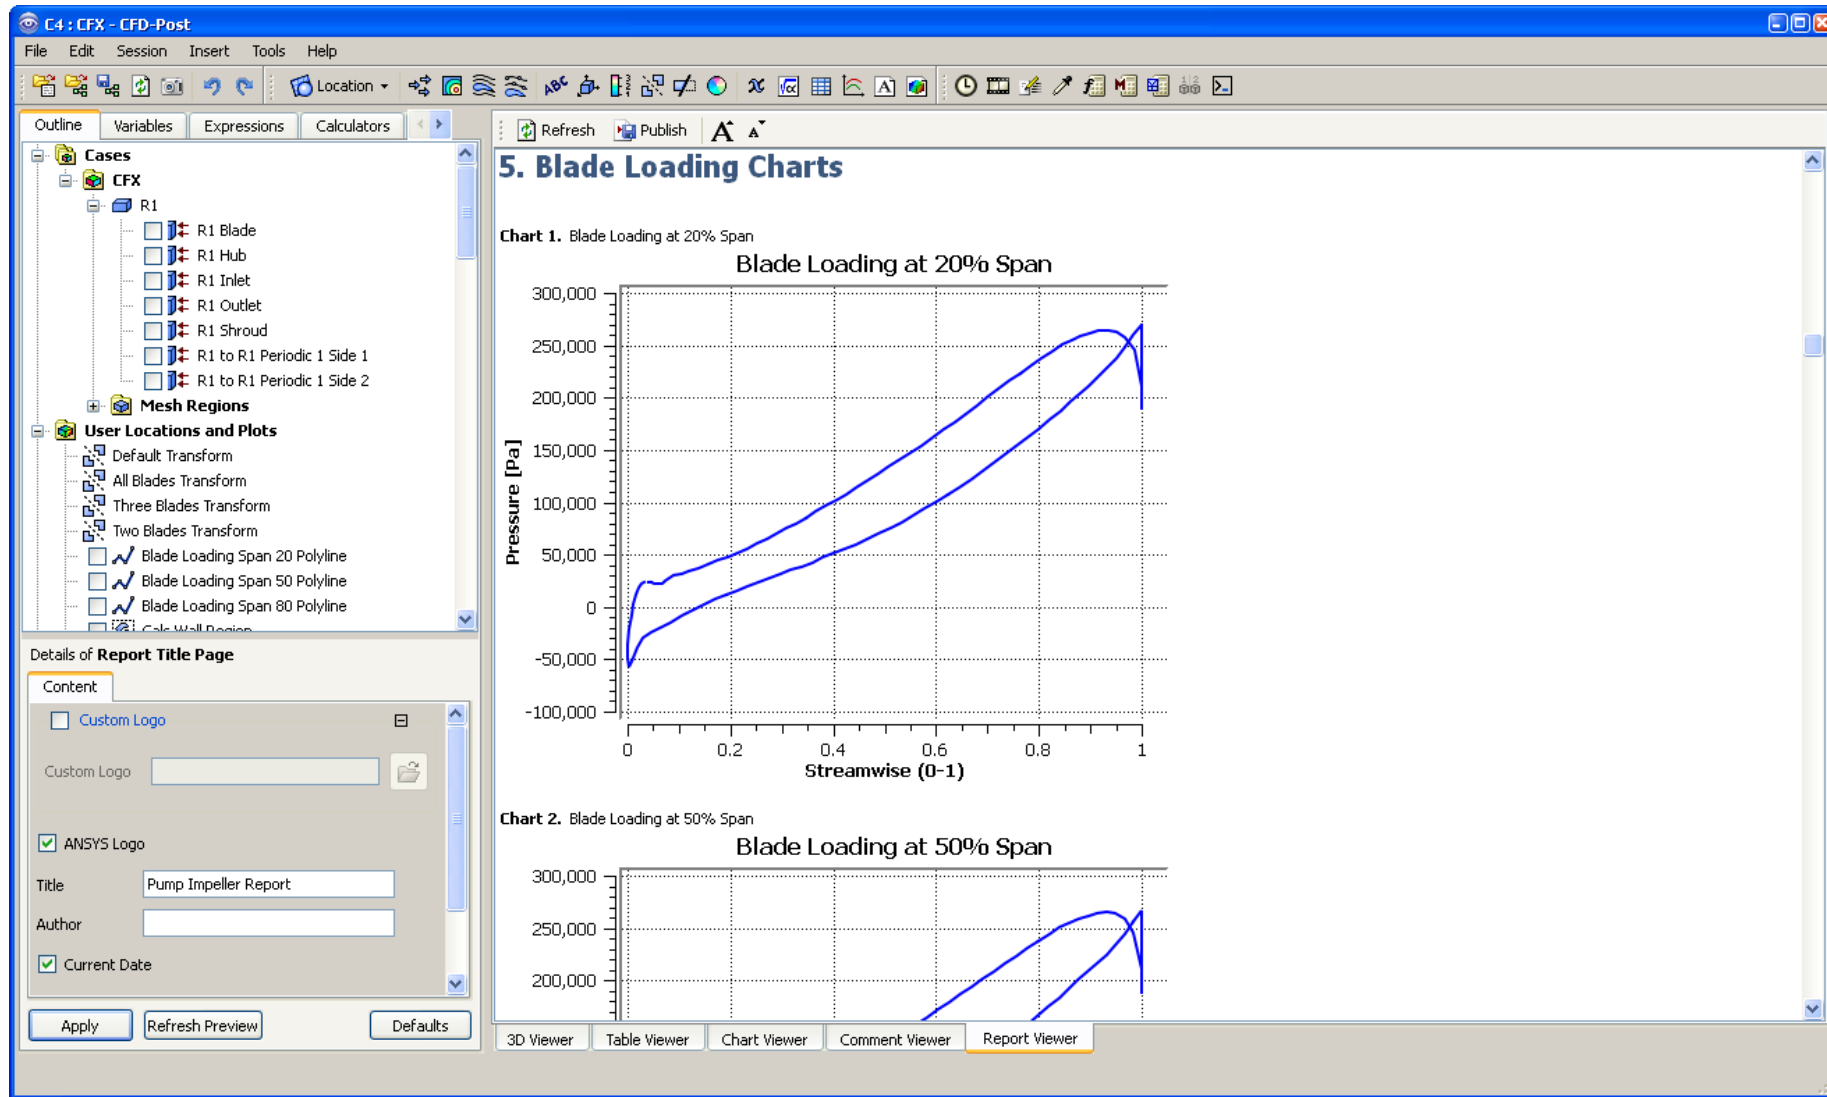 C4 : CFX - CFD-Post
File Edit Session Insert Tools Help
Location
Outline Variables Expressions Calculators
Cases
CFX
R1
R1 Blade
R1 Hub
R1 Inlet
R1 Outlet
R1 Shroud
R1 to R1 Periodic 1 Side 1
R1 to R1 Periodic 1 Side 2
Mesh Regions
User Locations and Plots
Default Transform
All Blades Transform
Three Blades Transform
Two Blades Transform
Blade Loading Span 20 Polyline
Blade Loading Span 50 Polyline
Blade Loading Span 80 Polyline
Details of Report Title Page
Content
Custom Logo
Custom Logo
ANSYS Logo
Title Pump Impeller Report
Author
Current Date
Apply Refresh Preview Defaults
Refresh Publish
5. Blade Loading Charts
Chart 1. Blade Loading at 20% Span
Blade Loading at 20% Span
300,000
250,000
200,000
150,000
100,000
50,000
0
-50,000
-100,000
Pressure [Pa]
0 0.2 0.4 0.6 0.8 1
Streamwise (0-1)
Chart 2. Blade Loading at 50% Span
Blade Loading at 50% Span
300,000
250,000
200,000
3D Viewer Table Viewer Chart Viewer Comment Viewer Report Viewer